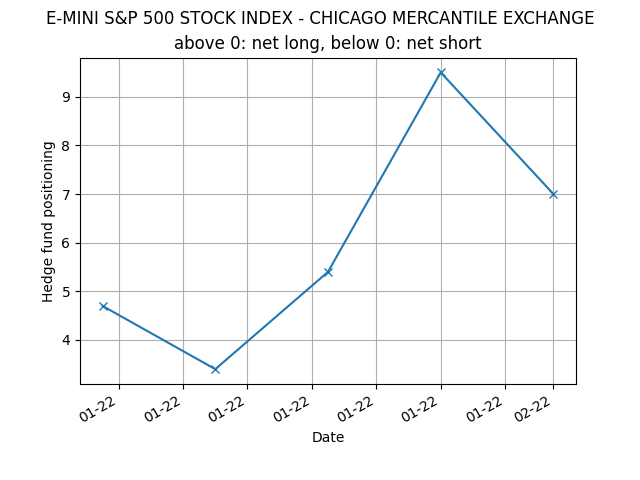 E-MINI S&P 500 STOCK INDEX - CHICAGO MERCANTILE EXCHANGE
above 0: net long, below 0: net short
Hedge fund positioning
9
8
7
6
5
4
01-22 01-22 01-22 01-22 01-22 01-22 01-22 02-22
Date